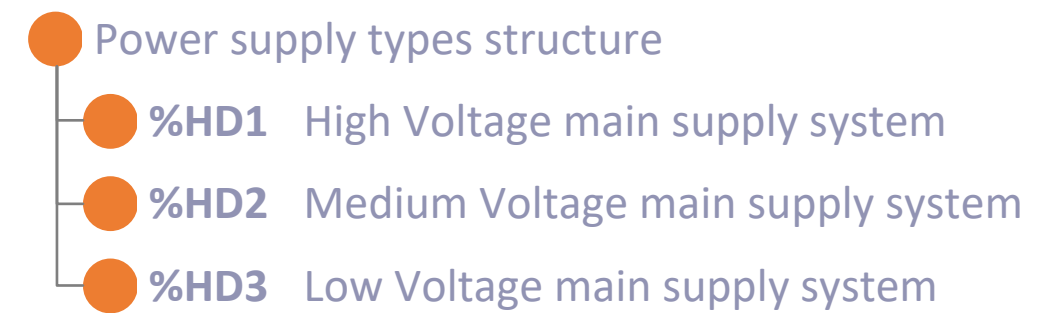 Power supply types structure
%HD1 High Voltage main supply system
%HD2 Medium Voltage main supply system
%HD3 Low Voltage main supply system